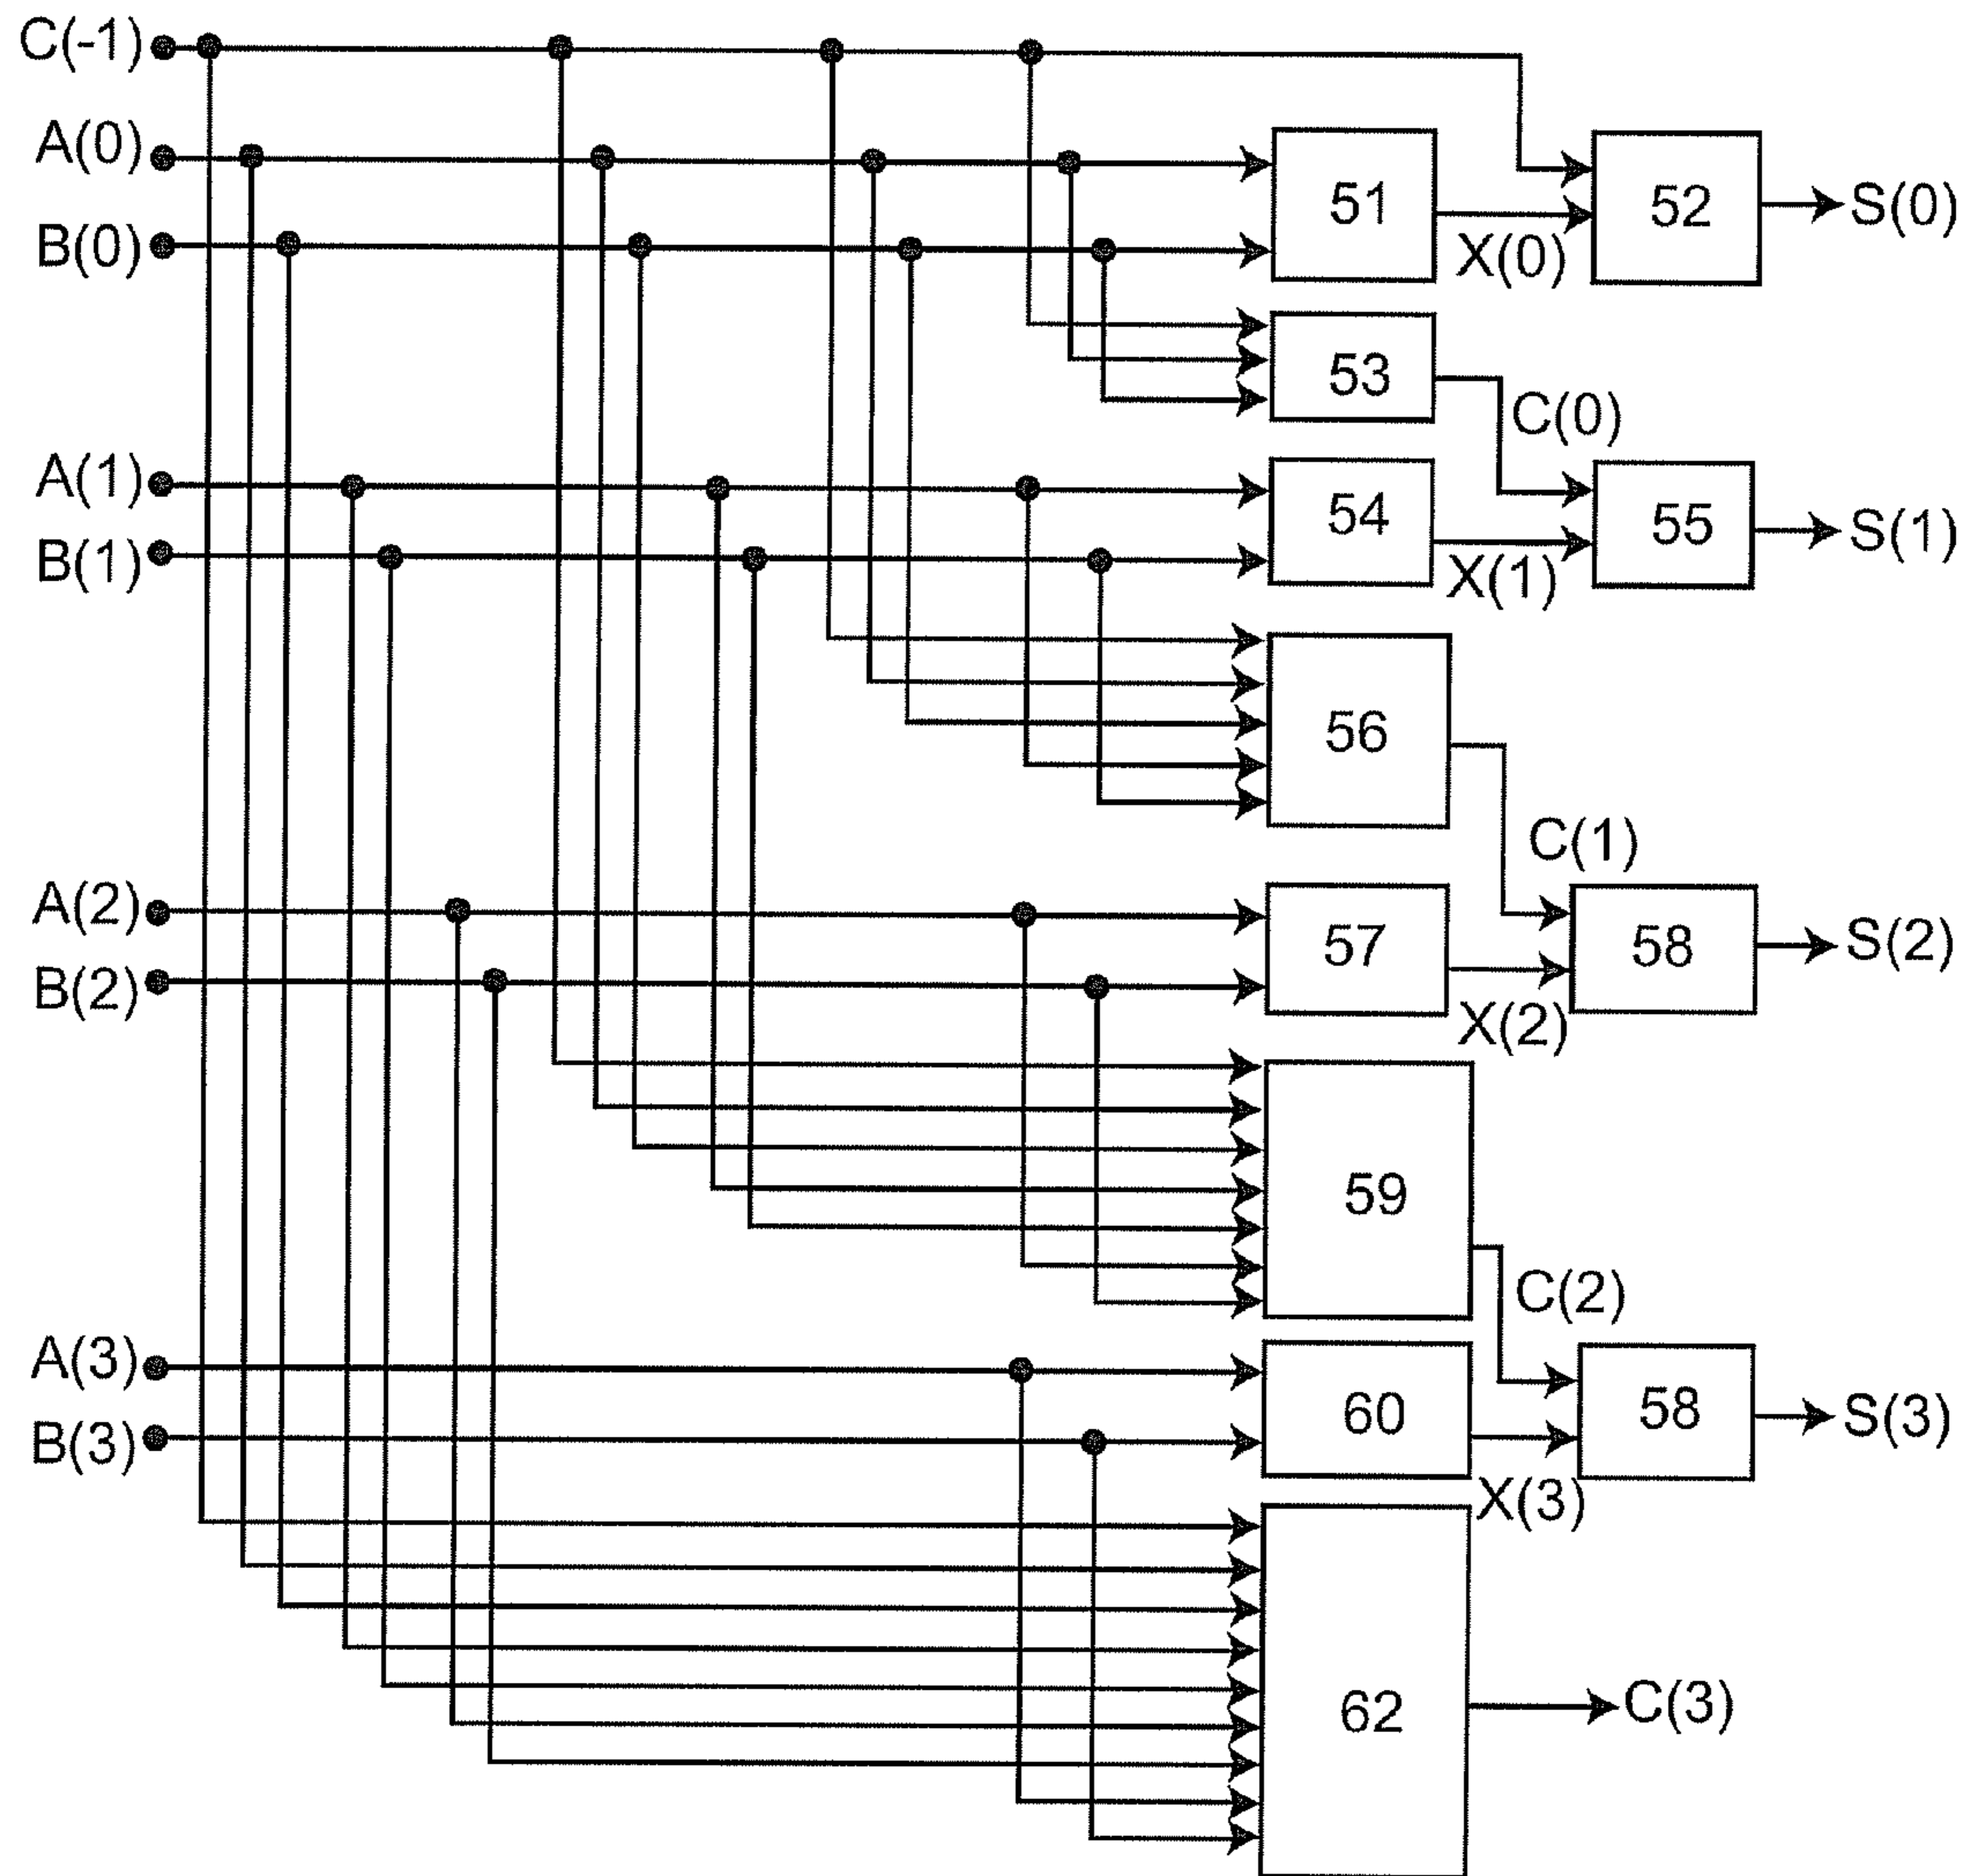 C(-1)
A(0)
51
52
S(0)
B(0)
X(0)
53
C(0)
A(1)
54
55
S(1)
B(1)
X(1)
56
C(1)
A(2)
57
58
S(2)
B(2)
X(2)
59
C(2)
A(3)
60
58
S(3)
B(3)
X(3)
62
C(3)